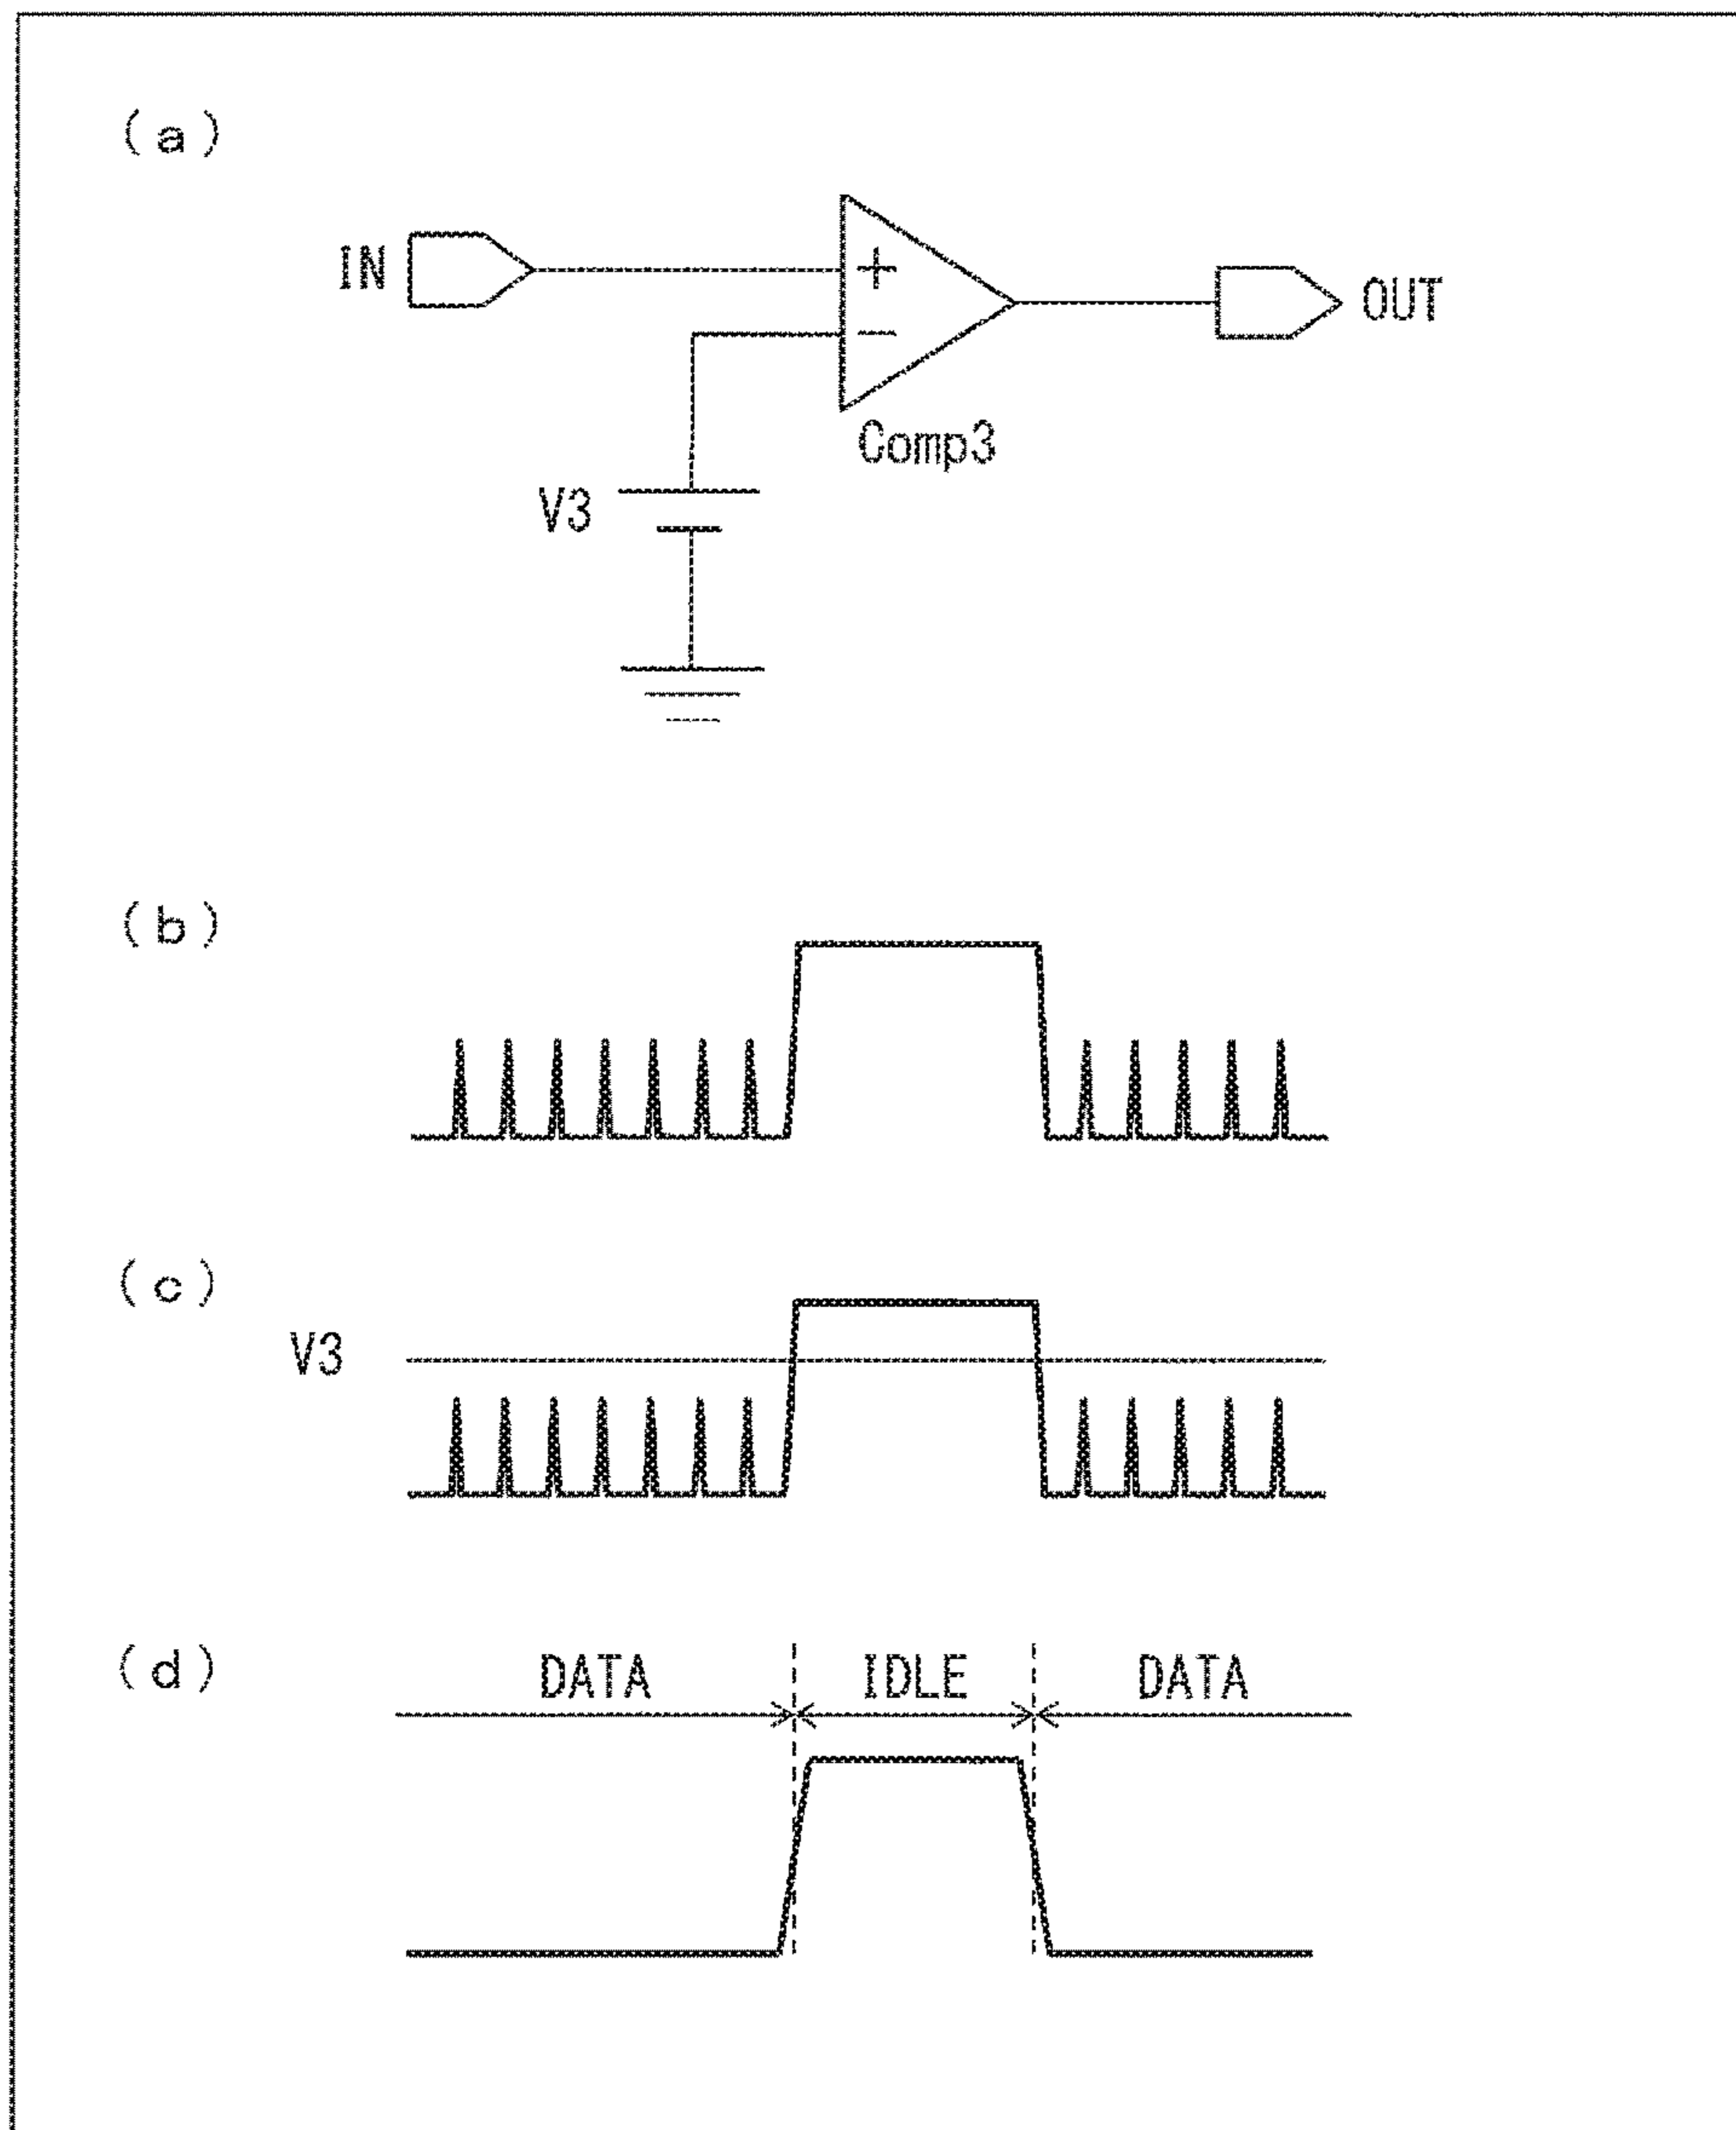 (a)
IN + OUT
−
Comp3
V3
(b)
(c)
V3
(d)
DATA IDLE DATA